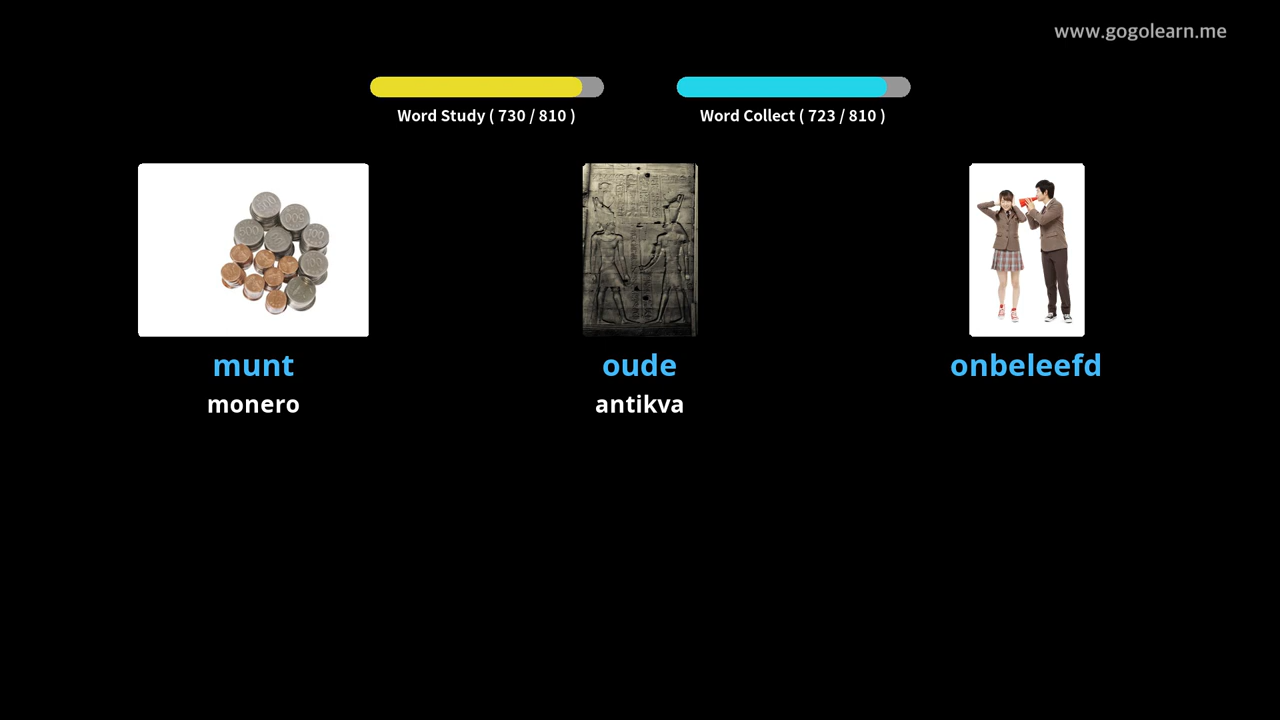 www.gogolearn.me
Word Study ( 730 / 810 )
Word Collect ( 723 / 810 )
munt
oude
onbeleefd
monero
antikva